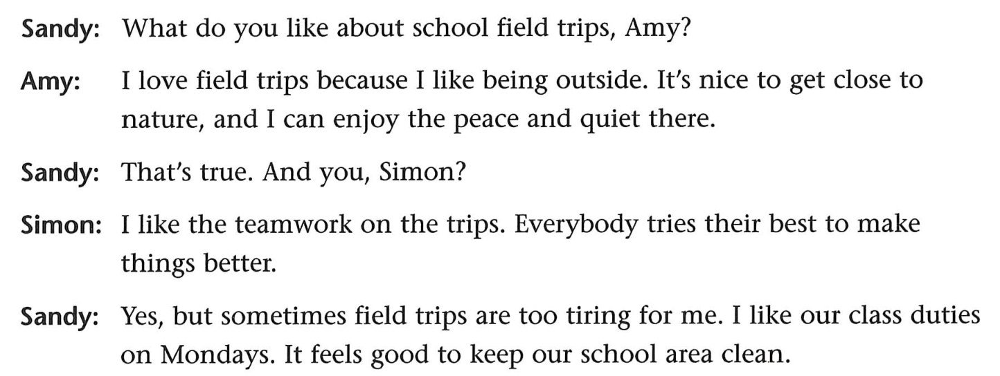 Sandy: What do you like about school field trips, Amy?
Amy: I love field trips because I like being outside. It's nice to get close to
nature, and I can enjoy the peace and quiet there.
Sandy: That's true. And you, Simon?
Simon: I like the teamwork on the trips. Everybody tries their best to make
things better.
Sandy: Yes, but sometimes field trips are too tiring for me. I like our class duties
on Mondays. It feels good to keep our school area clean.